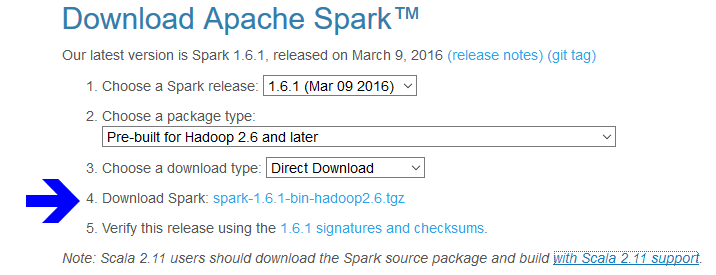 Download Apache Spark™
Our latest version is Spark 1.6.1, released on March 9, 2016 (release notes) (git tag)
1. Choose a Spark release: 1.6.1 (Mar 09 2016)
2. Choose a package type:
Pre-built for Hadoop 2.6 and later
3. Choose a download type: Direct Download
4. Download Spark: spark-1.6.1-bin-hadoop2.6.tgz
5. Verify this release using the 1.6.1 signatures and checksums.
Note: Scala 2.11 users should download the Spark source package and build with Scala 2.11 support.